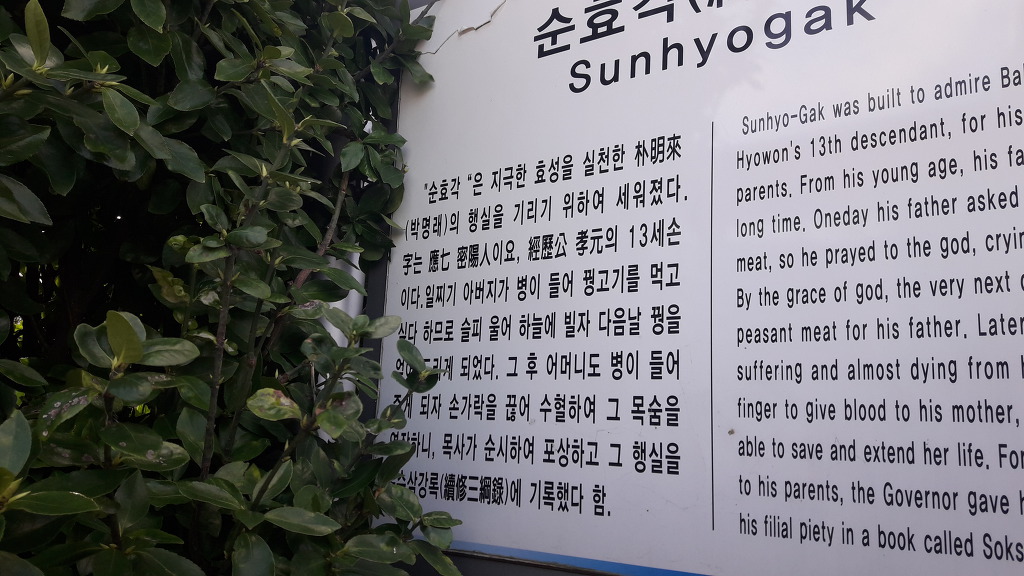 순효각
Sunhyogak
"순효각 “은 지극한 효성을 실천한 朴明來
(박명래)의 행실을 기리기 위하여 세워졌다.
字는 應七 密陽人이요, 經歷公 孝元의 13세손
이다.일찌기 아버지가 병이 들어 꿩고기를 먹고
싶다 하므로 슬피 울어 하늘에 빌자 다음날 꿩을
되었다. 그 후 어머니도 병이 들어
되자 손가락을 끊어 수혈하여 그 목숨을
목사가 순시하여 포상하고 그 행실을
(續修三綱錄)에 기록했다 함.
Sunhyo-Gak was built to admire
Hyowon's 13th descendant, for his
parents. From his young age, his
long time. Oneday his father asked
meat, so he prayed to the god,
By the grace of god, the very next
peasant meat for his father. Later
suffering and almost dying from
finger to give blood to his mother,
able to save and extend her life.
to his parents, the Governor gave
his filial piety in a book called